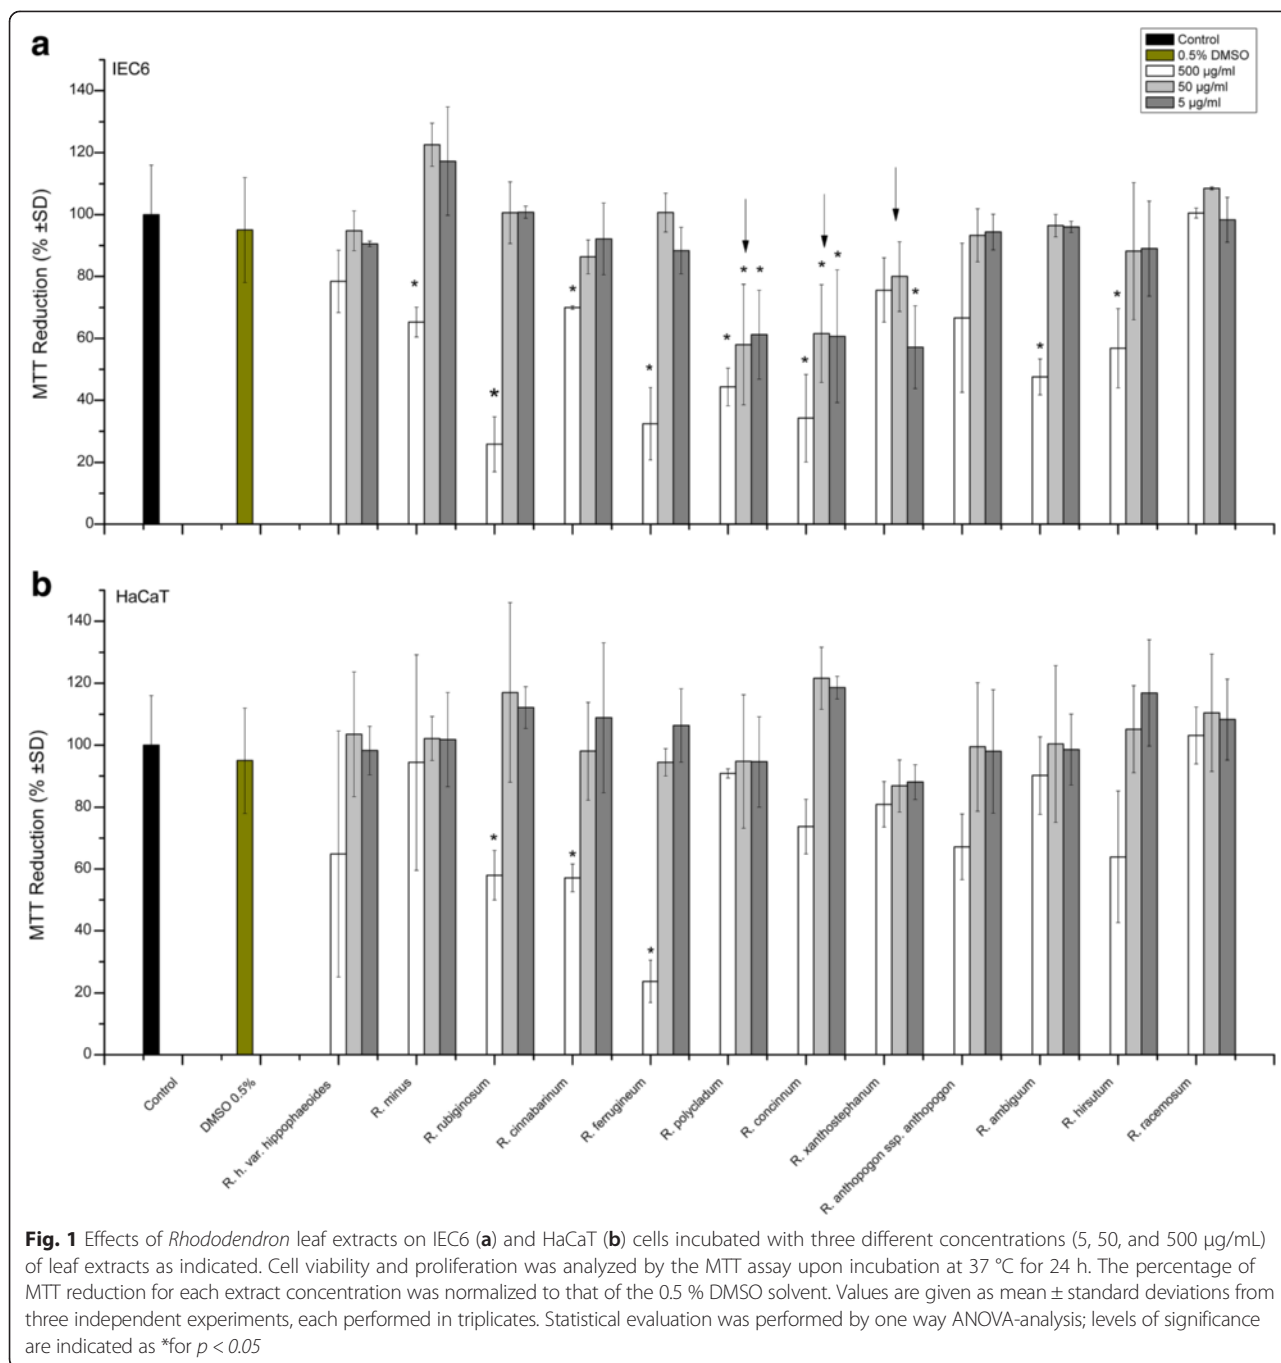 a
IEC6
Control
0.5% DMSO
500 µg/ml
50 µg/ml
5 µg/ml
MTT Reduction (% ±SD)
140
120
100
80
60
40
20
0
* * * * * * * * * * * * *
b
HaCaT
MTT Reduction (% ±SD)
140
120
100
80
60
40
20
0
* * *
Control
DMSO 0.5%
R. h. var. hippophaeoides
R. minus
R. rubiginosum
R. cinnabarinum
R. ferrugineum
R. polycladum
R. concinnum
R. xanthostephanum
R. anthopogon ssp. anthopogon
R. ambiguum
R. hirsutum
R. racemosum
Fig. 1 Effects of Rhododendron leaf extracts on IEC6 (a) and HaCaT (b) cells incubated with three different concentrations (5, 50, and 500 µg/mL)
of leaf extracts as indicated. Cell viability and proliferation was analyzed by the MTT assay upon incubation at 37 °C for 24 h. The percentage of
MTT reduction for each extract concentration was normalized to that of the 0.5 % DMSO solvent. Values are given as mean ± standard deviations from
three independent experiments, each performed in triplicates. Statistical evaluation was performed by one way ANOVA-analysis; levels of significance
are indicated as *for p < 0.05